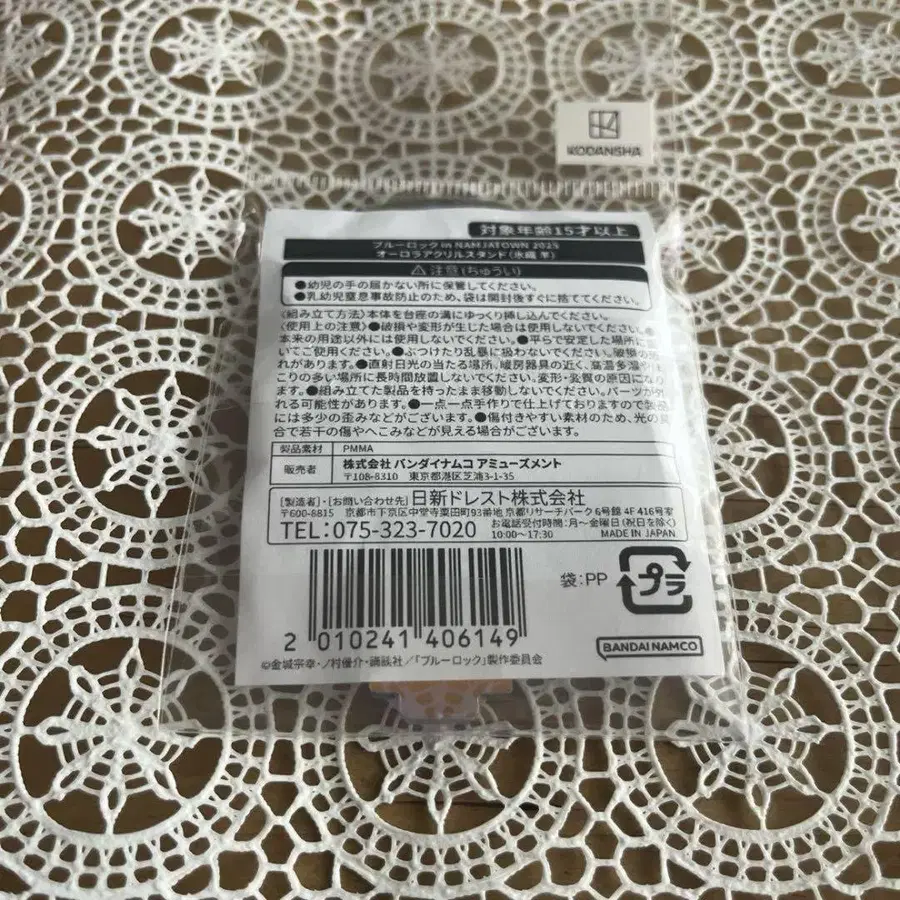 KODANSHA
対象年齢15才以上
ブルーロック in NAMJATOWN 2025
オーロラアクリルスタンド(氷織 羊)
注意(ちゅうい)
●幼児の手の届かない所に保管してください。
●乳幼児窒息事故防止のため、袋は開封後すぐに捨ててください。
〈組み立て方法〉本体を台座の溝にゆっくり挿し込んでください。
〈使用上の注意〉●破損や変形が生じた場合は使用しないでください。●
本来の用途以外には使用しないでください。●平らで安定した場所に
いてご使用ください。●ぶつけたり乱暴に扱わないでください。破損の
れがあります。●直射日光の当たる場所、暖房器具の近く、高温多湿や
こりの多い場所に長時間放置しないでください。変形・変質の原因になり
ます。●組み立てた製品を持ったまま移動しないでください。パーツが外
れる可能性があります。●一点一点手作りで仕上げておりますので製品
には多少の歪みなどがございます。●傷付きやすい素材のため、光の具
合で若干の傷やへこみなどが見える場合がございます。
製品素材 PMMA
販売者 株式会社 バンダイナムコ アミューズメント
〒108-8310 東京都港区芝浦3-1-35
[製造者]・[お問い合わせ先] 日新ドレスト株式会社
〒600-8815 京都市下京区中堂寺粟田町93番地 京都リサーチパーク6号館 4F 416号室
TEL:075-323-7020 お電話受付時間:月〜金曜日(祝日を除く)
10:00〜17:30 MADE IN JAPAN
袋:PP
プラ
2 010241 406149
BANDAI NAMCO
©金城宗幸・ノ村優介・講談社/「ブルーロック」製作委員会